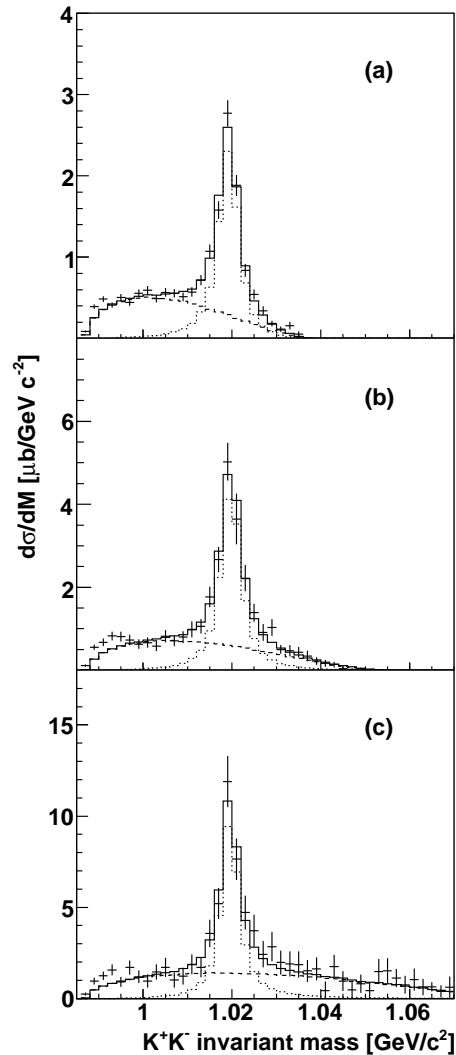 4
(a)
3
2
1
dσ/dM [μb/GeV c⁻²]
(b)
6
4
2
(c)
15
10
5
0
1 1.02 1.04 1.06
K⁺K⁻ invariant mass [GeV/c²]